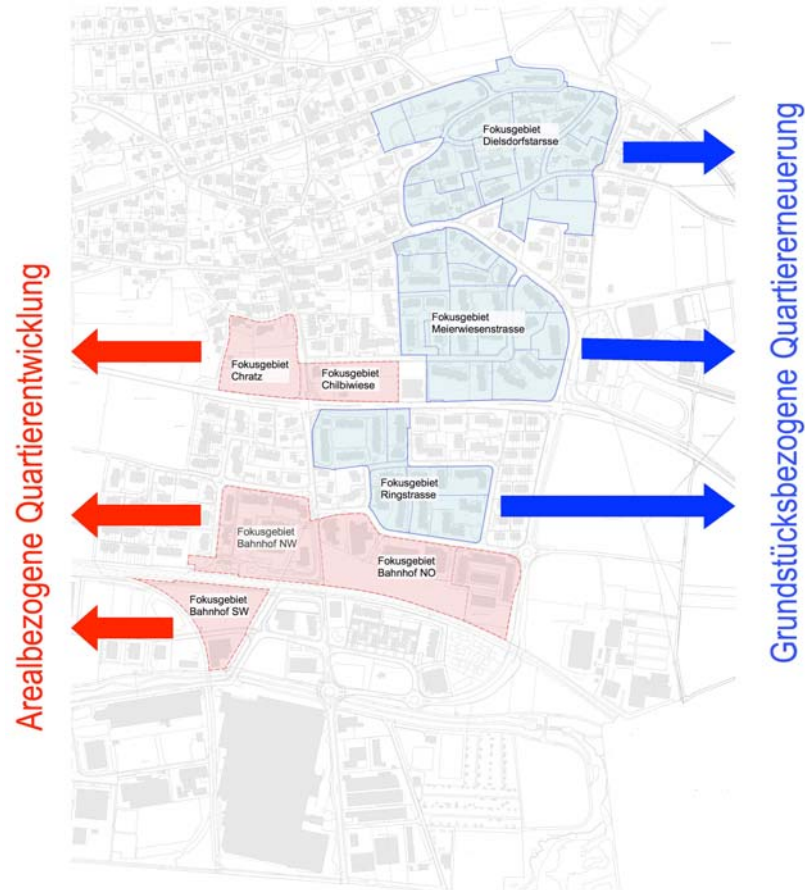 Arealbezogene Quartierentwicklung
Fokusgebiet
Dielsdorfstarsse
Fokusgebiet
Meierwiesenstrasse
Fokusgebiet
Chratz
Fokusgebiet
Chilbiwiese
Fokusgebiet
Ringstrasse
Fokusgebiet
Bahnhof NW
Fokusgebiet
Bahnhof NO
Fokusgebiet
Bahnhof SW
Grundstücksbezogene Quartiererneuerung